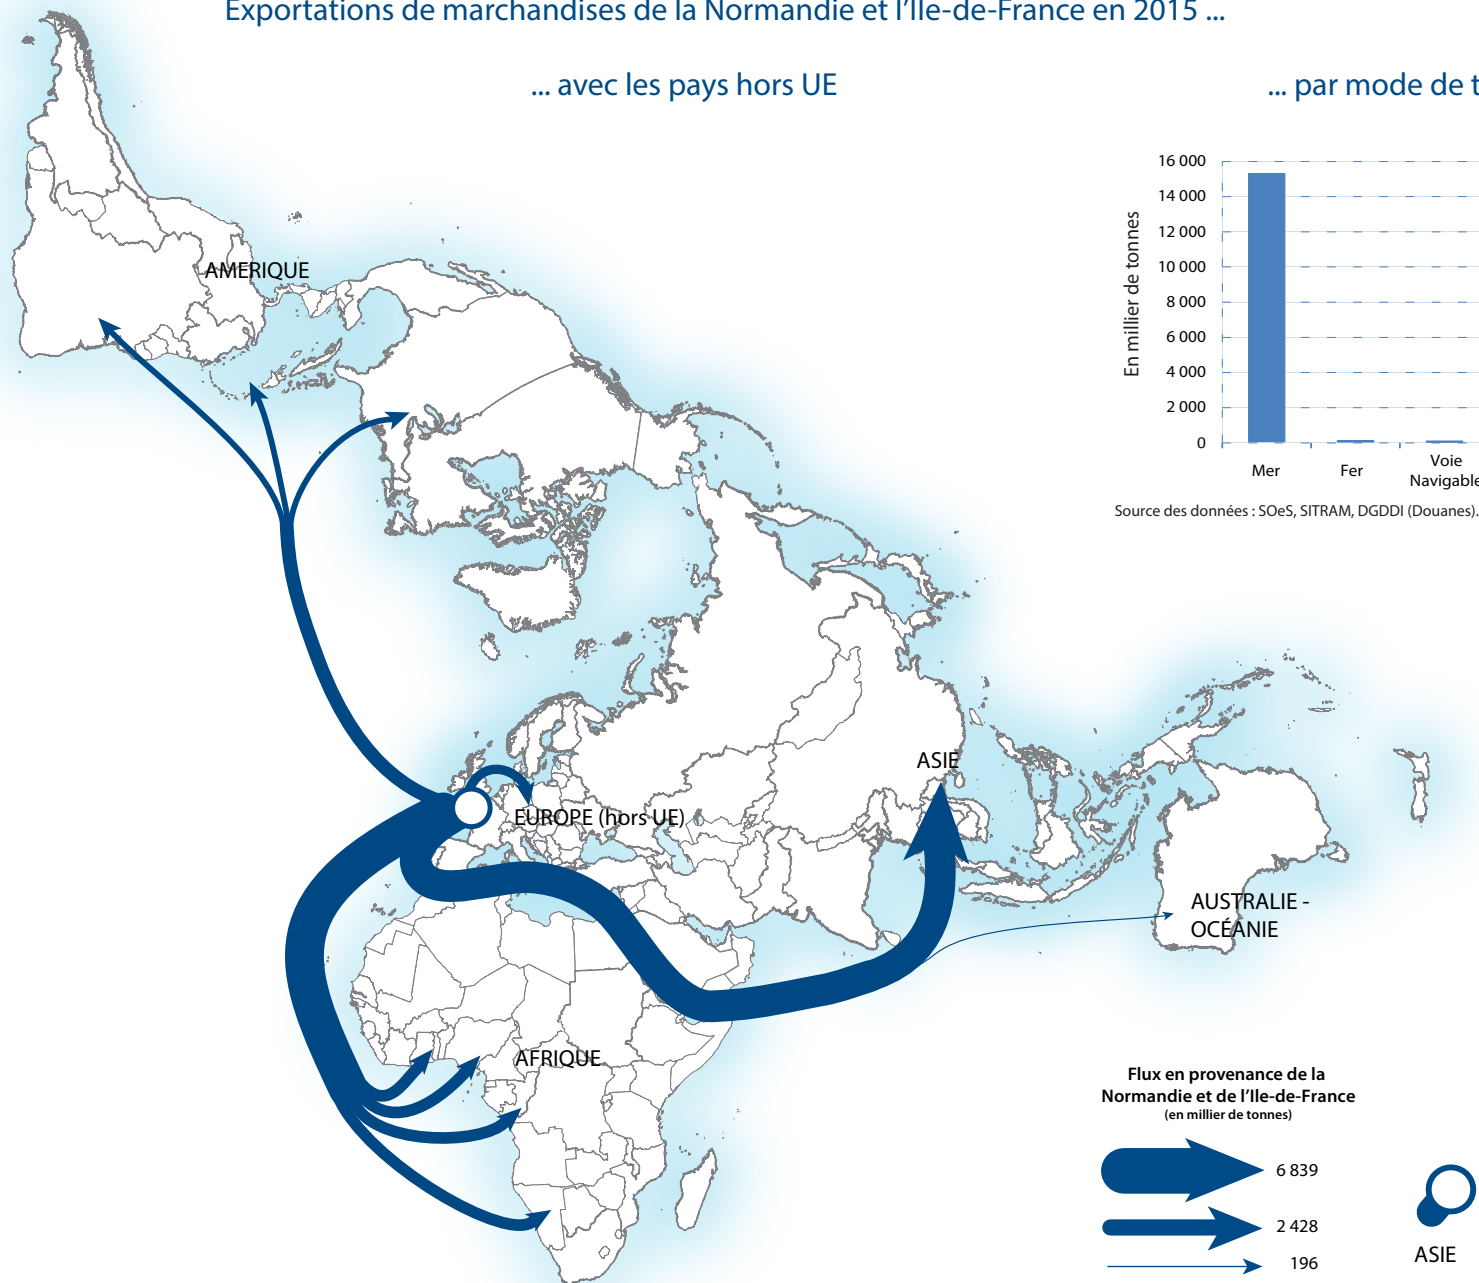 Exportations de marchandises de la Normandie et l'Ile-de-France en 2015 ...
... avec les pays hors UE
... par mode de t
16 000
14 000
12 000
10 000
8 000
6 000
4 000
2 000
0
En millier de tonnes
Mer
Fer
Voie
Navigable
Source des données : SOeS, SITRAM, DGDDI (Douanes).
AMERIQUE
ASIE
EUROPE (hors UE)
AUSTRALIE -
OCÉANIE
AFRIQUE
Flux en provenance de la
Normandie et de l'Ile-de-France
(en millier de tonnes)
6 839
2 428
196
ASIE